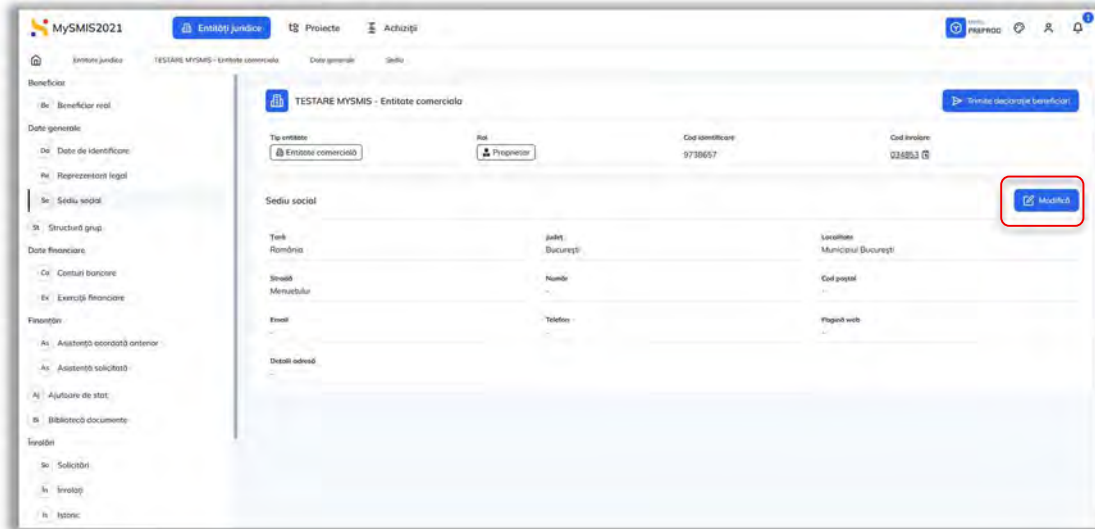 MySMIS2021
Entități juridice
Proiecte
Achiziții
PREPROD
1
Entitate juridica
TESTARE MYSMIS - Entitate comerciala
Date generale
Sediu
Beneficiar
Be Beneficiar real
Date generale
Da Date de identificare
Re Reprezentant legal
Se Sediu social
St Structură grup
Date financiare
Co Conturi bancare
Ex Exerciții financiare
Finanțări
As Asistență acordată anterior
As Asistență solicitată
Aj Ajutoare de stat
Bi Bibliotecă documente
Înrolări
So Solicitări
În Înrolați
Is Istoric
TESTARE MYSMIS - Entitate comerciala
Trimite declarație beneficiari
Tip entitate
Rol
Cod identificare
Cod înrolare
Entitate comercială
Proprietar
9738657
034853
Sediu social
Modifică
Țară
Județ
Localitate
România
București
Municipiul București
Stradă
Număr
Cod poștal
Menuetului
--
--
Email
Telefon
Pagină web
--
--
--
Detalii adresă
--